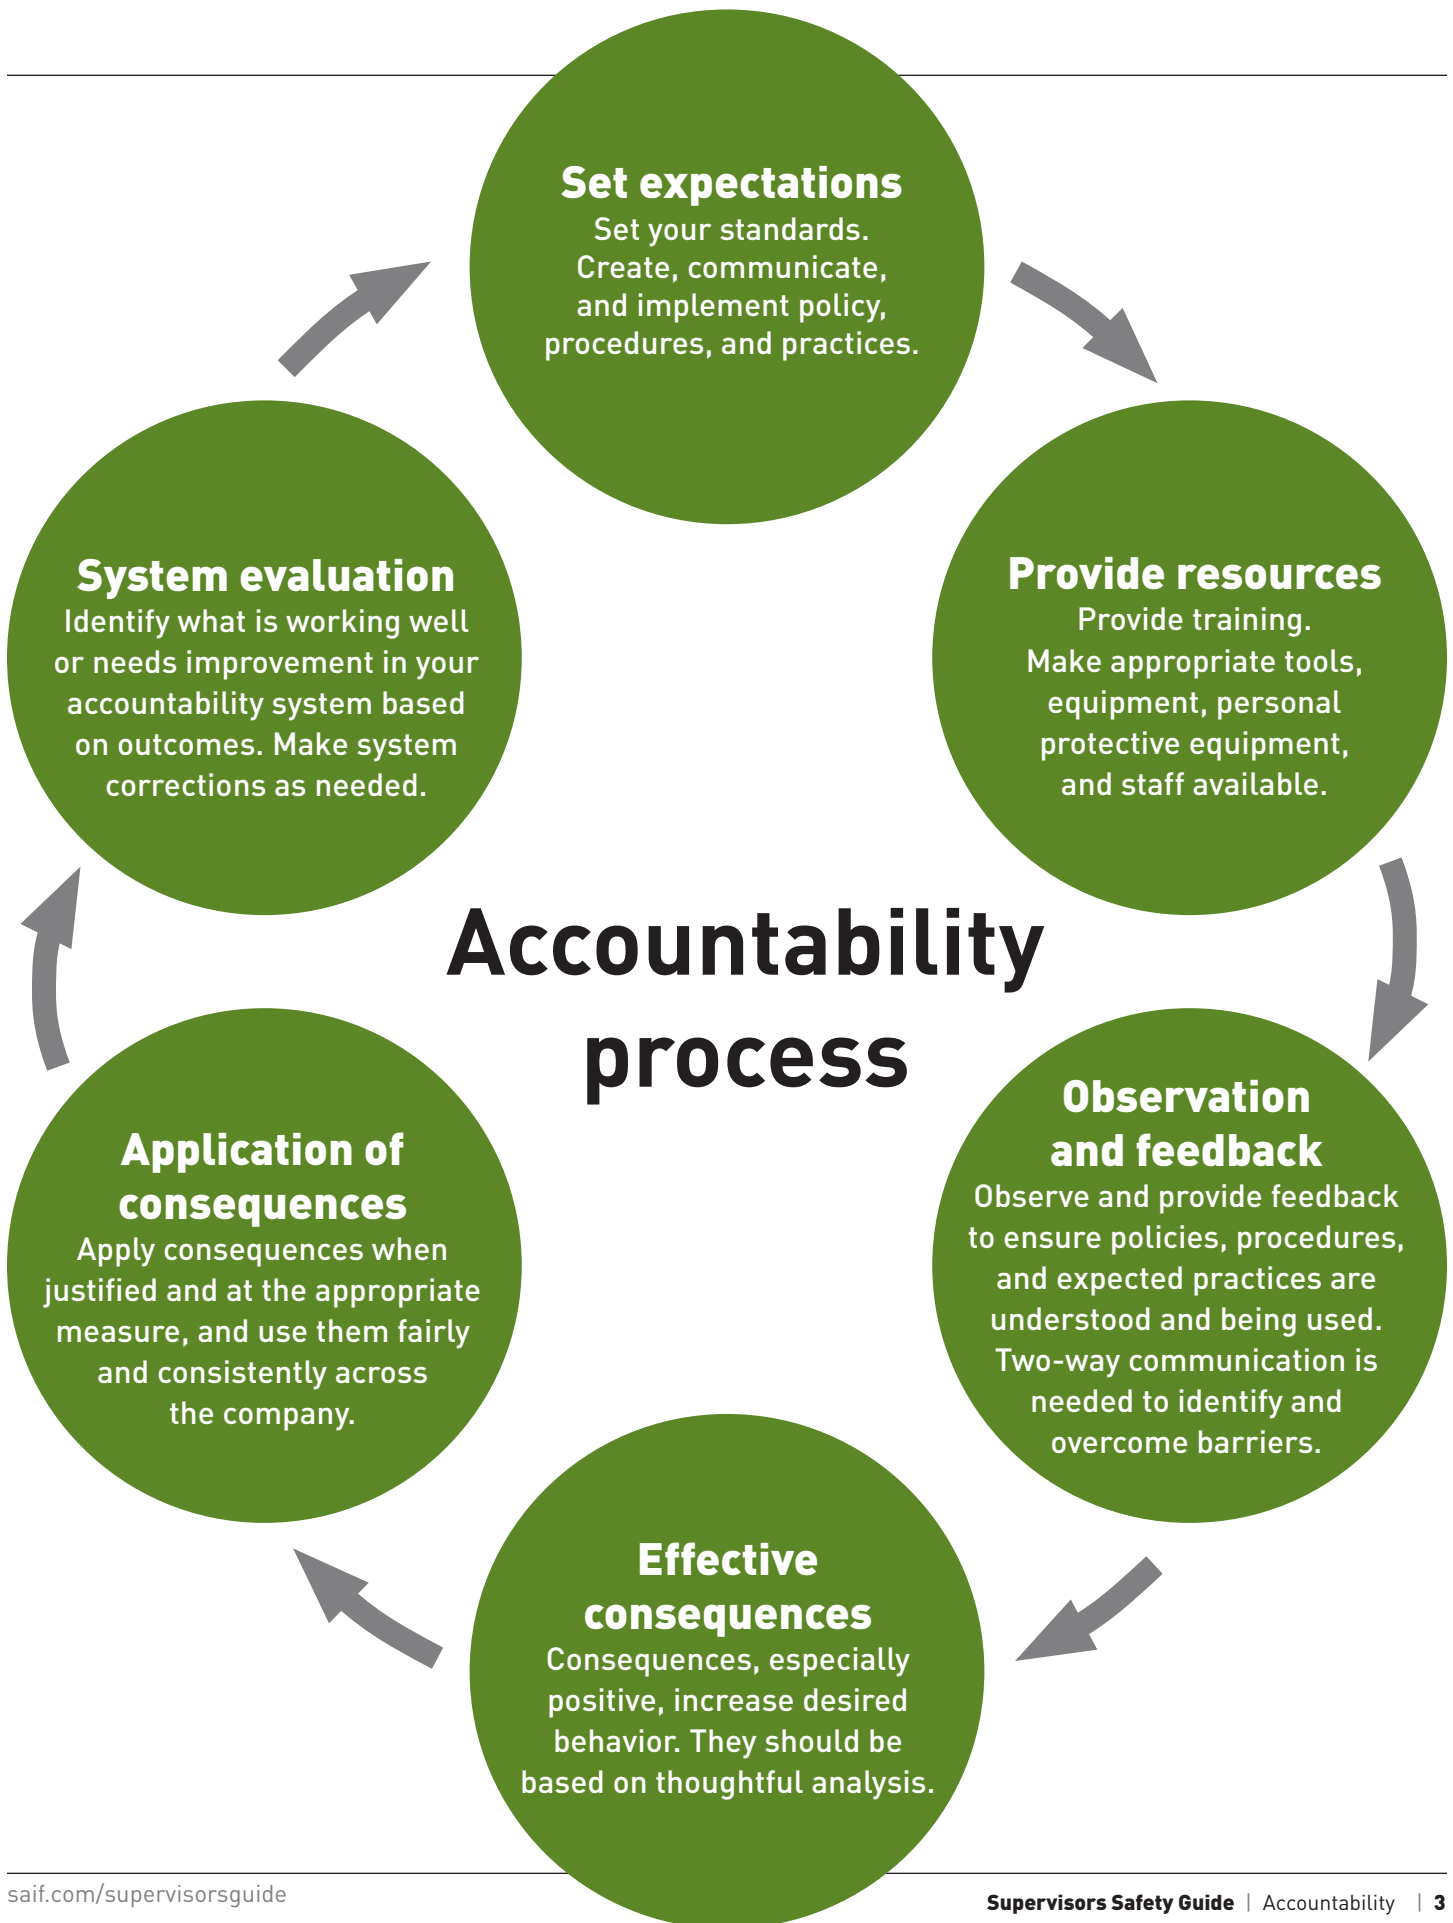 Set expectations
Set your standards.
Create, communicate,
and implement policy,
procedures, and practices.
Provide resources
Provide training.
Make appropriate tools,
equipment, personal
protective equipment,
and staff available.
Observation
and feedback
Observe and provide feedback
to ensure policies, procedures,
and expected practices are
understood and being used.
Two-way communication is
needed to identify and
overcome barriers.
Effective
consequences
Consequences, especially
positive, increase desired
behavior. They should be
based on thoughtful analysis.
Application of
consequences
Apply consequences when
justified and at the appropriate
measure, and use them fairly
and consistently across
the company.
System evaluation
Identify what is working well
or needs improvement in your
accountability system based
on outcomes. Make system
corrections as needed.
Accountability
process
saif.com/supervisorsguide
Supervisors Safety Guide | Accountability | 3